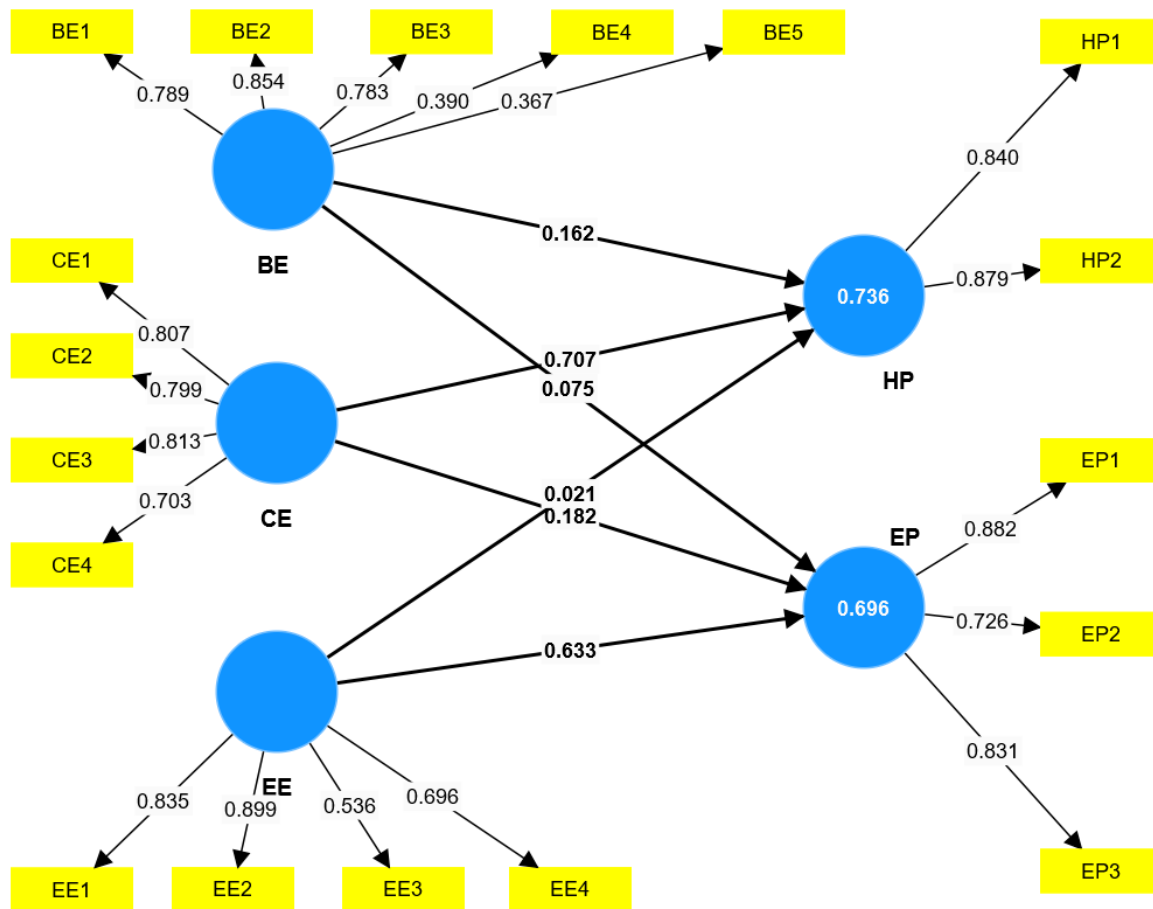 BE1
BE2
BE3
BE4
BE5
HP1
0.789
0.854
0.783
0.390
0.367
0.840
BE
0.162
CE1
HP2
0.879
0.736
0.807
CE2
0.707
HP
0.799
0.075
CE3
0.813
EP1
0.703
0.021
CE
0.182
0.882
EP
CE4
0.696
0.726
EP2
0.633
0.831
EE
0.835
0.899
0.536
0.696
EE1
EE2
EE3
EE4
EP3